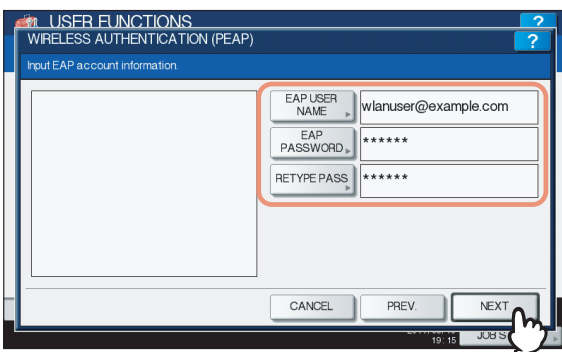 USER FUNCTIONS ?
WIRELESS AUTHENTICATION (PEAP) ?
Input EAP account information.
EAP USER
NAME
wlanuser@example.com
EAP
PASSWORD
******
RETYPE PASS
******
CANCEL PREV. NEXT
19:15 JOB S